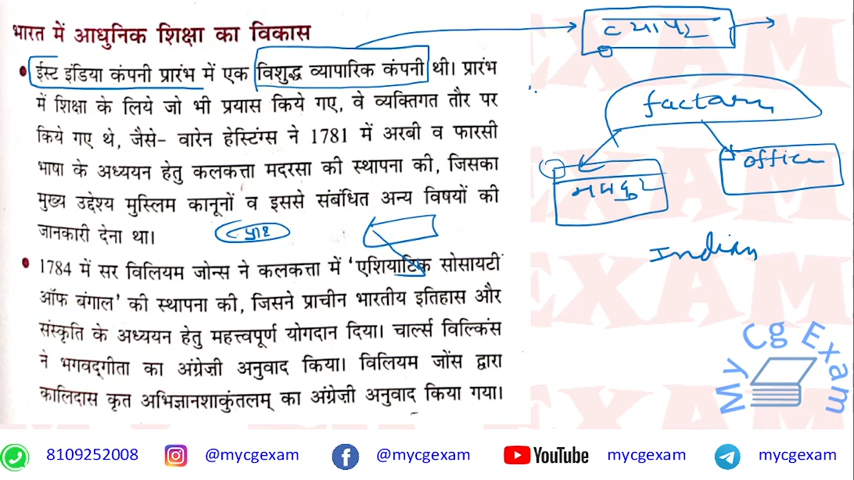 भारत में आधुनिक शिक्षा का विकास
• ईस्ट इंडिया कंपनी प्रारंभ में एक विशुद्ध व्यापारिक कंपनी थी। प्रारंभ
में शिक्षा के लिये जो भी प्रयास किये गए, वे व्यक्तिगत तौर पर
किये गए थे, जैसे- वारेन हेस्टिंग्स ने 1781 में अरबी व फारसी
भाषा के अध्ययन हेतु कलकत्ता मदरसा की स्थापना की, जिसका
मुख्य उद्देश्य मुस्लिम कानूनों व इससे संबंधित अन्य विषयों की
जानकारी देना था।
• 1784 में सर विलियम जोन्स ने कलकत्ता में 'एशियाटिक सोसायटी
ऑफ बंगाल' की स्थापना की, जिसने प्राचीन भारतीय इतिहास और
संस्कृति के अध्ययन हेतु महत्त्वपूर्ण योगदान दिया। चार्ल्स विल्किंस
ने भगवद्‌गीता का अंग्रेज़ी अनुवाद किया। विलियम जोंस द्वारा
कालिदास कृत अभिज्ञानशाकुंतलम् का अंग्रेज़ी अनुवाद किया गया।
office
मजदूर
Indian
My Cg Exam
8109252008 @mycgexam @mycgexam YouTube mycgexam mycgexam